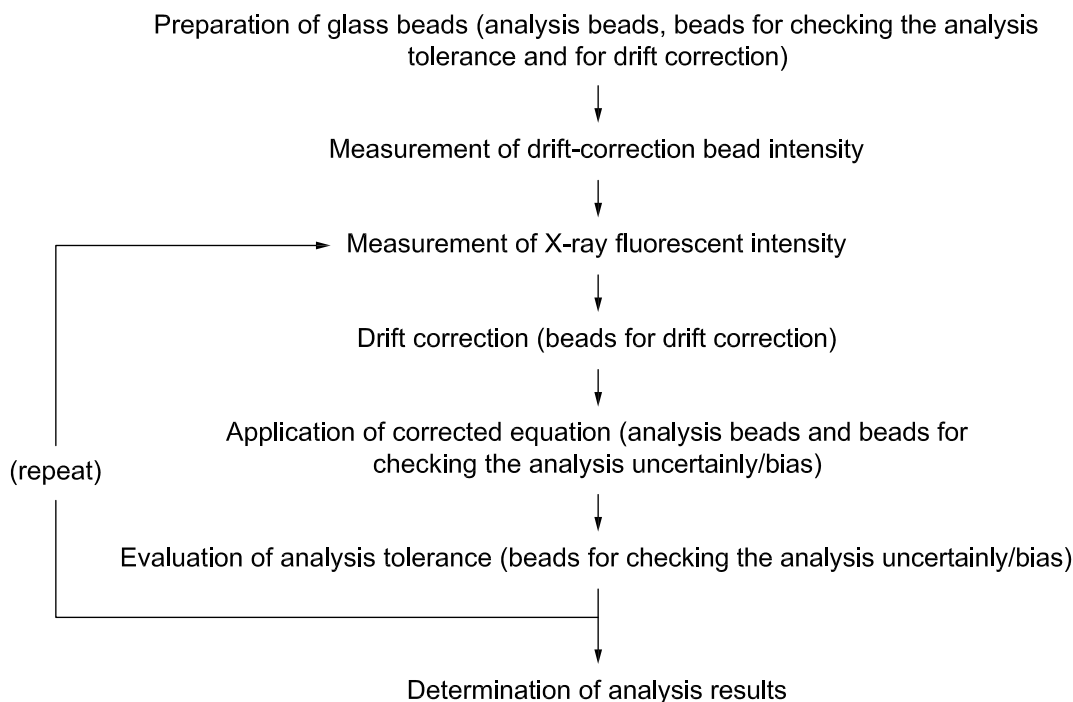 Preparation of glass beads (analysis beads, beads for checking the analysis
tolerance and for drift correction)
Measurement of drift-correction bead intensity
Measurement of X-ray fluorescent intensity
Drift correction (beads for drift correction)
Application of corrected equation (analysis beads and beads for
checking the analysis uncertainly/bias)
(repeat)
Evaluation of analysis tolerance (beads for checking the analysis uncertainly/bias)
Determination of analysis results